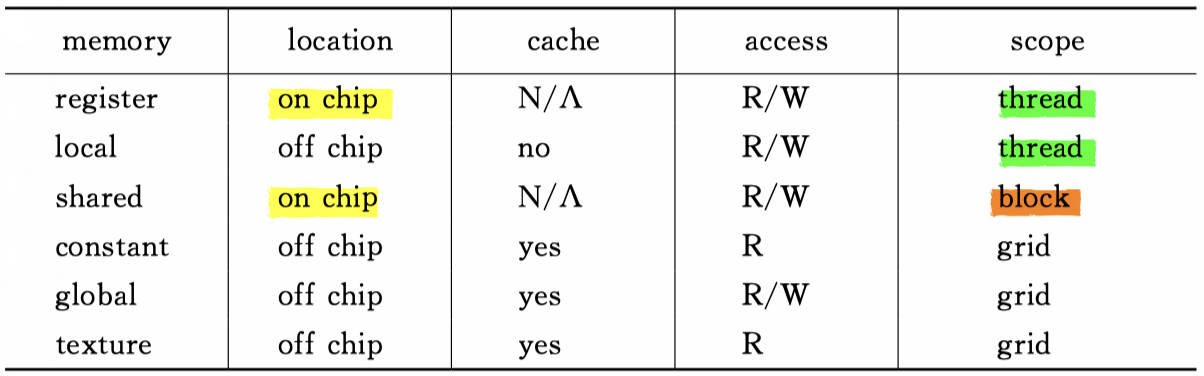 memory location cache access scope
register on chip N/Λ R/W thread
local off chip no R/W thread
shared on chip N/Λ R/W block
constant off chip yes R grid
global off chip yes R/W grid
texture off chip yes R grid